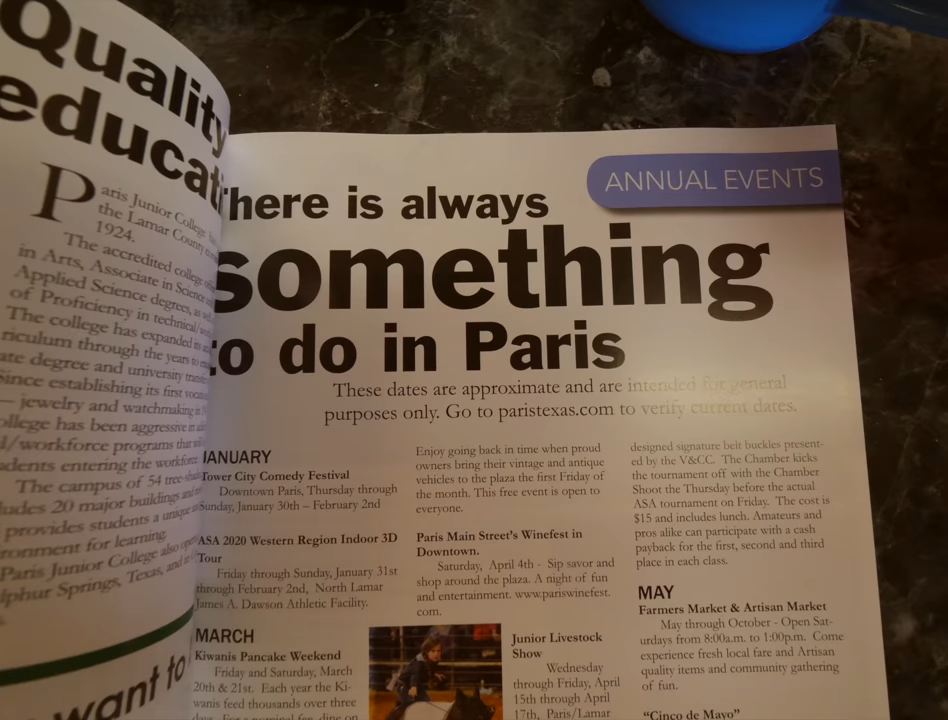 Quality
educati
Paris Junior College
the Lamar County
1924.
The accredited college
in Arts, Associate in Science
Applied Science degrees, as
of Proficiency in technical/
The college has expanded its
riculum through the years to
ate degree and university
Since establishing its first
— jewelry and watchmaking in
ollege has been aggressive in
l/workforce programs that
udents entering the workforce.
The campus of 54
ludes 20 major buildings and
provides students a unique
ronment for learning.
Paris Junior College also
lphur Springs, Texas, and in
want to
ANNUAL EVENTS
here is always
something
to do in Paris
These dates are approximate and are intended for general
purposes only. Go to paristexas.com to verify current dates.
JANUARY
Tower City Comedy Festival
Downtown Paris, Thursday through
Sunday, January 30th – February 2nd
ASA 2020 Western Region Indoor 3D
Tour
Friday through Sunday, January 31st
through February 2nd, North Lamar
James A. Dawson Athletic Facility.
MARCH
Kiwanis Pancake Weekend
Friday and Saturday, March
20th & 21st. Each year the Ki-
wanis feed thousands over three
days. For a nominal fee, dine on
Enjoy going back in time when proud
owners bring their vintage and antique
vehicles to the plaza the first Friday of
the month. This free event is open to
everyone.
Paris Main Street's Winefest in
Downtown.
Saturday, April 4th - Sip savor and
shop around the plaza. A night of fun
and entertainment. www.pariswinefest.
com.
Junior Livestock
Show
Wednesday
through Friday, April
15th through April
17th, Paris/Lamar
designed signature belt buckles present-
ed by the V&CC. The Chamber kicks
the tournament off with the Chamber
Shoot the Thursday before the actual
ASA tournament on Friday. The cost is
$15 and includes lunch. Amateurs and
pros alike can participate with a cash
payback for the first, second and third
place in each class.
MAY
Farmers Market & Artisan Market
May through October - Open Sat-
urdays from 8:00a.m. to 1:00p.m. Come
experience fresh local fare and Artisan
quality items and community gathering
of fun.
"Cinco de Mayo"